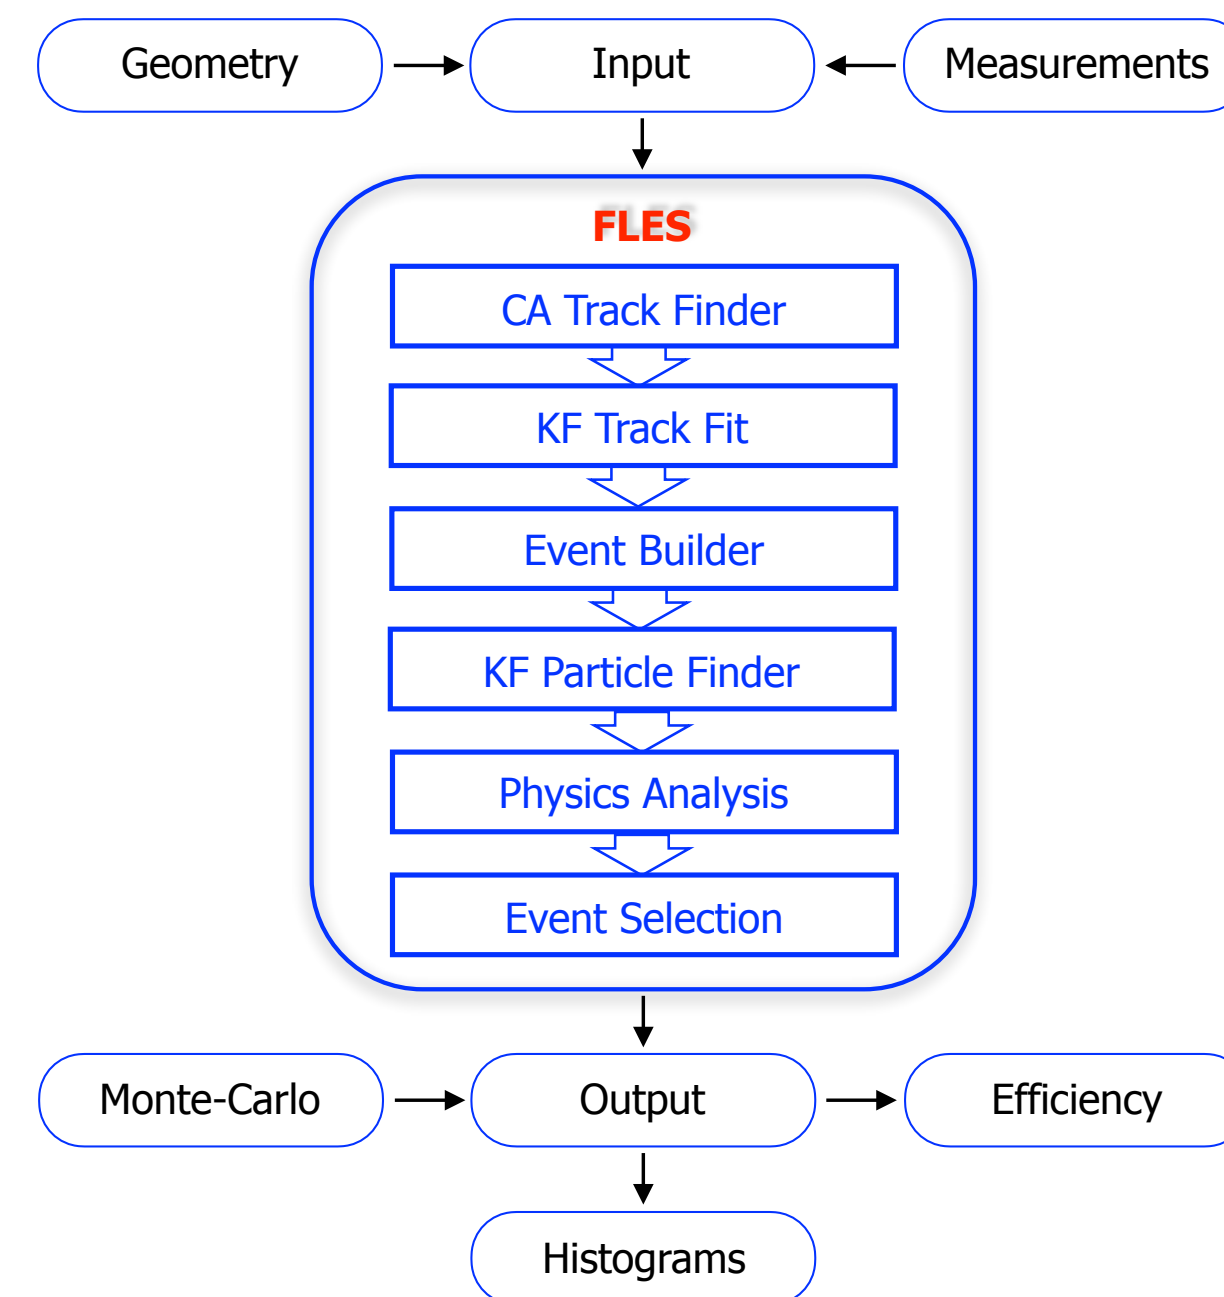 Geometry
Input
Measurements
FLES
CA Track Finder
KF Track Fit
Event Builder
KF Particle Finder
Physics Analysis
Event Selection
Monte-Carlo
Output
Efficiency
Histograms